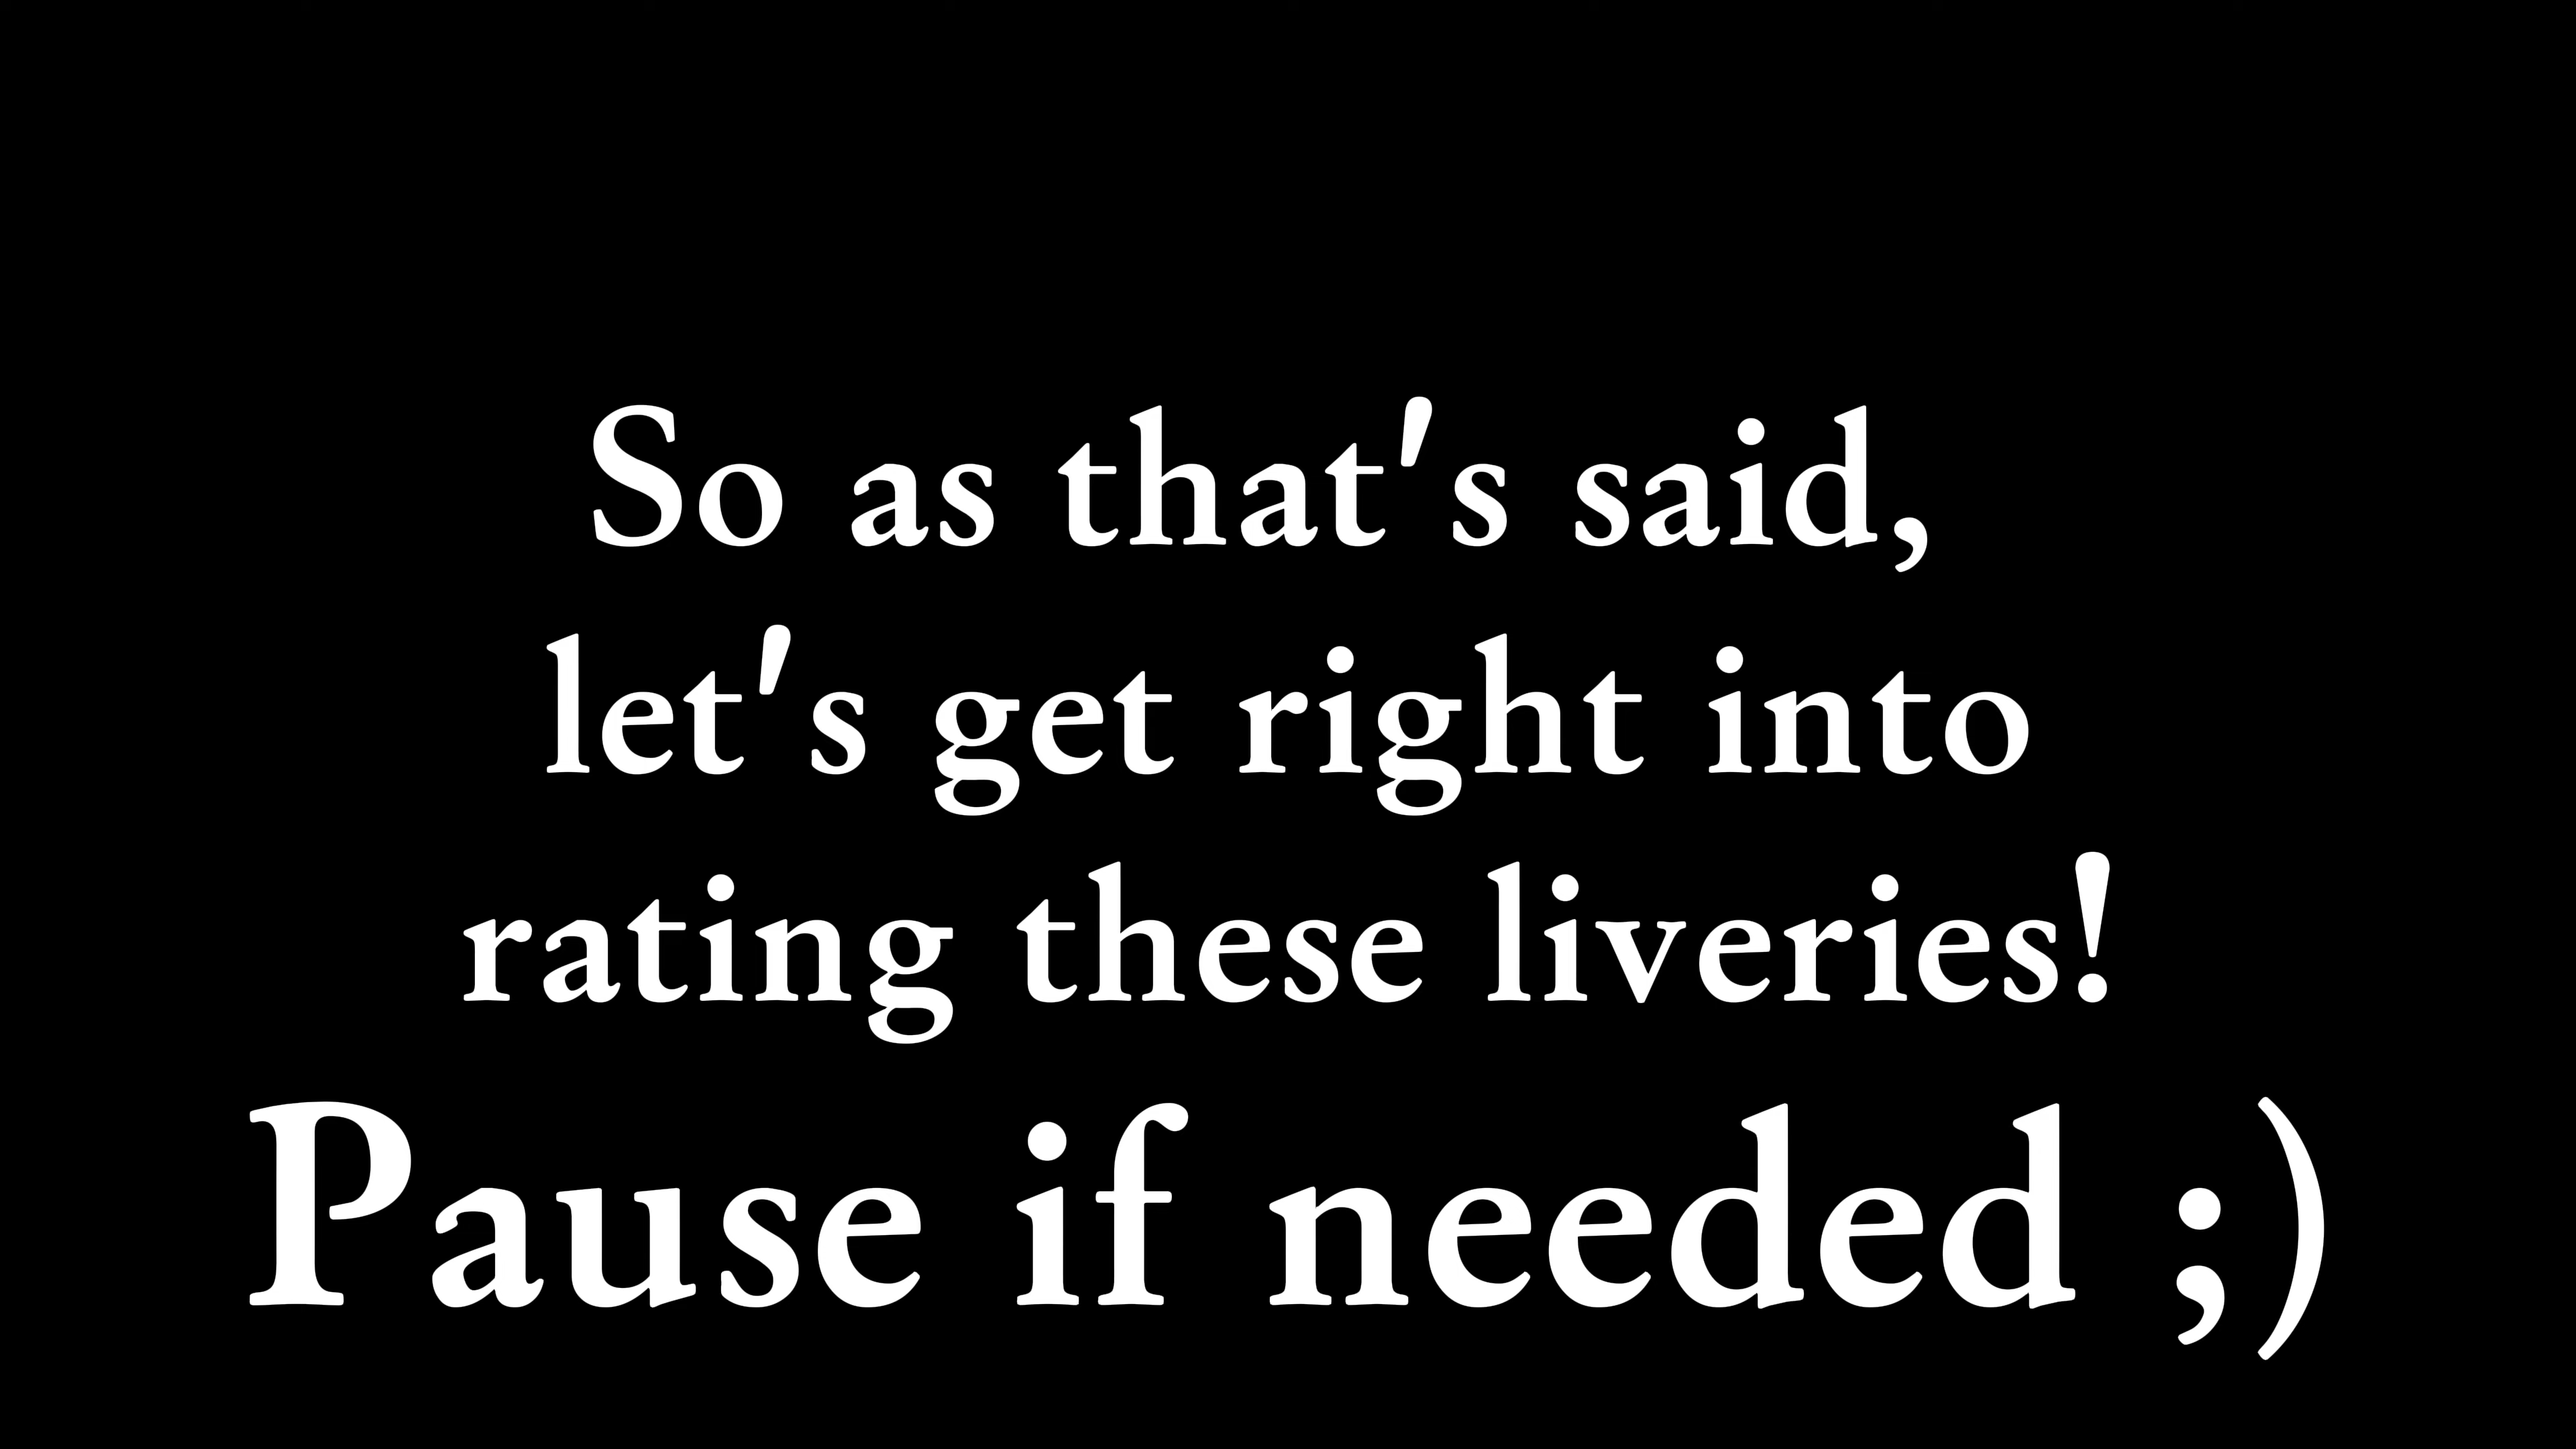 So as that's said,
let's get right into
rating these liveries!
Pause if needed ;)